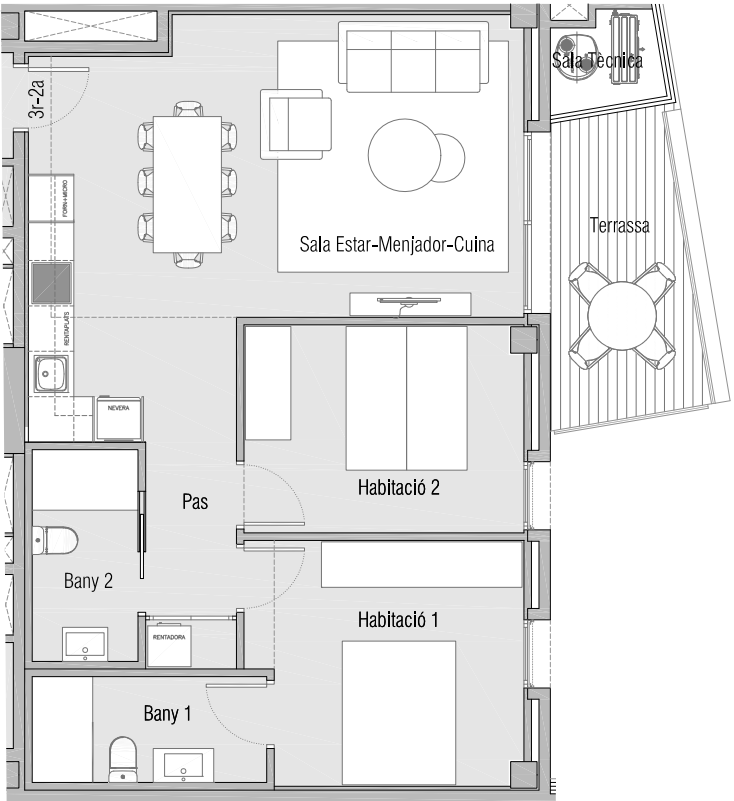 Sala Tècnica
3r-2a
FORN+MICRO
Terrassa
Sala Estar-Menjador-Cuina
RENTAPLATS
NEVERA
Habitació 2
Pas
Bany 2
Habitació 1
RENTADORA
Bany 1